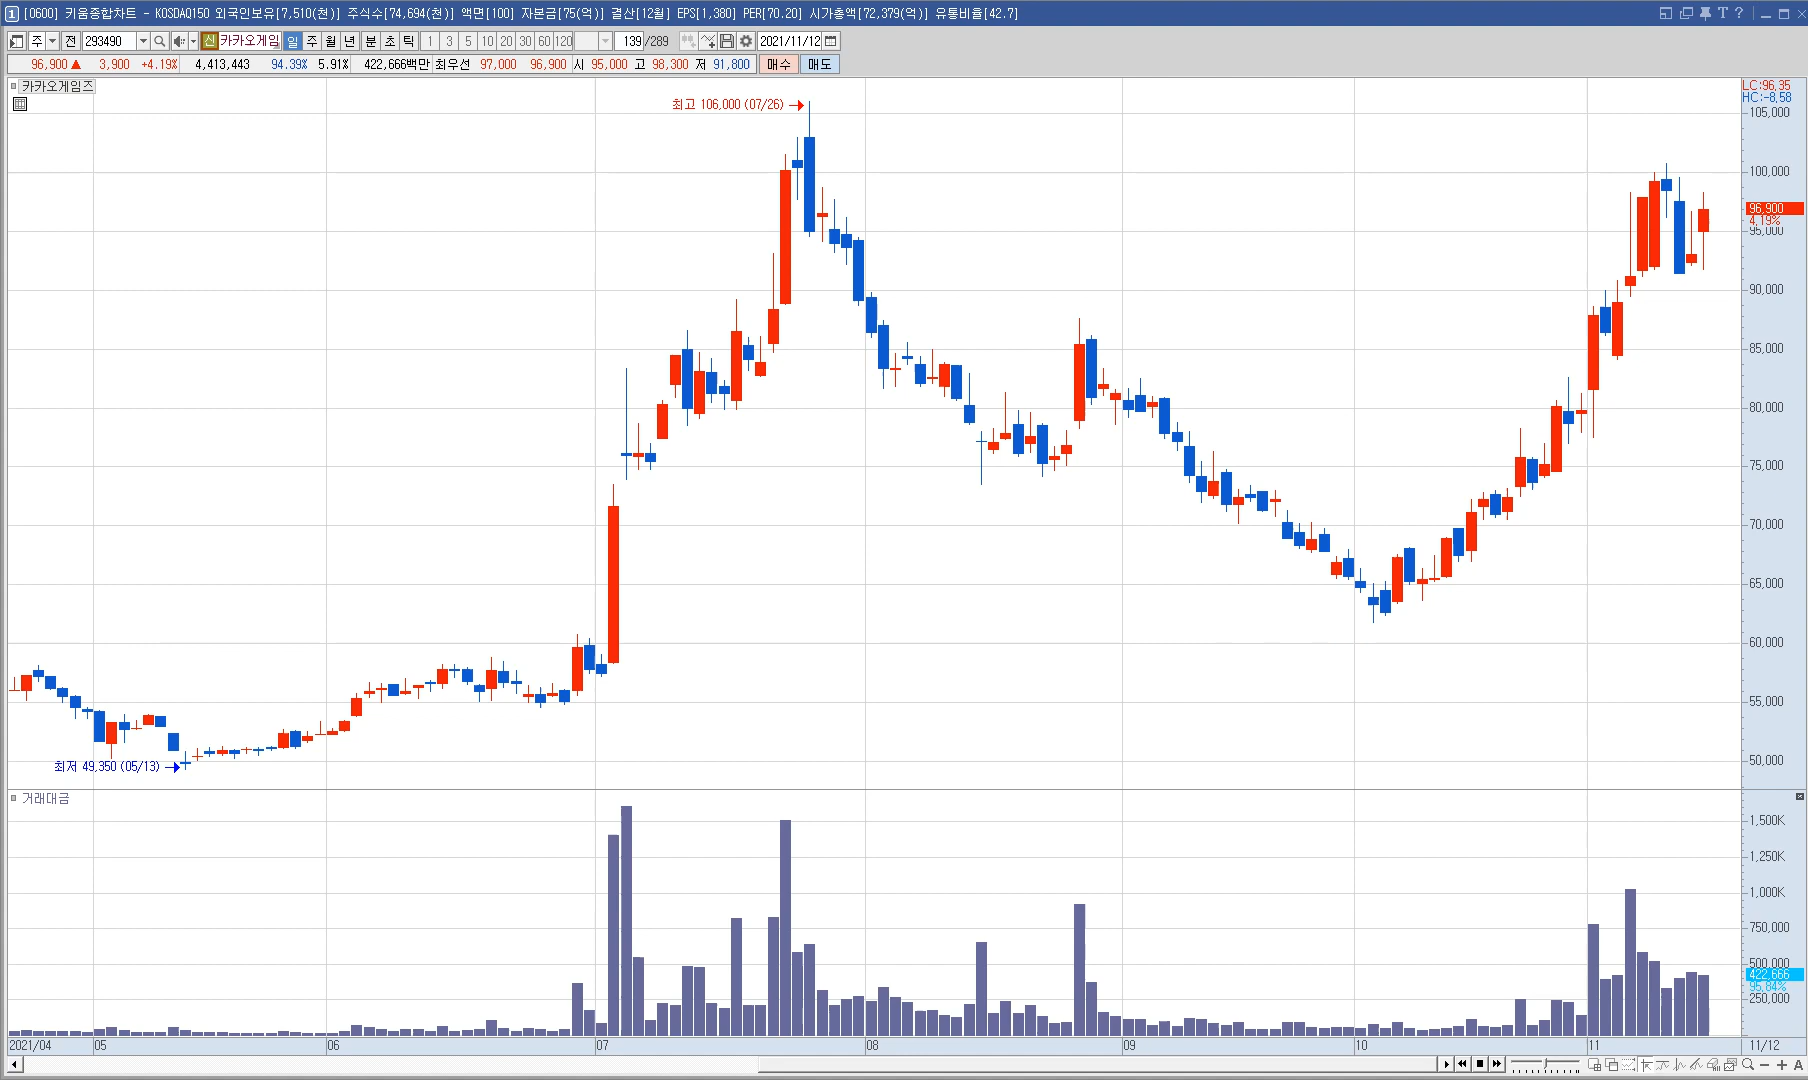 1 [0600] 키움종합차트 - KOSDAQ150 외국인보유[7,510(천)] 주식수[74,694(천)] 액면[100] 자본금[75(억)] 결산[12월] EPS[1,380] PER[70.20] 시가총액[72,379(억)] 유통비율[42.7]
주 전 293490 신 카카오게임 일 주 월 년 분 초 틱 1 3 5 10 20 30 60 120 139 /289 2021/11/12
96,900 ▲ 3,900 +4.19% 4,413,443 94.39% 5.91% 422,666백만 최우선 97,000 96,900 시 95,000 고 98,300 저 91,800 매수 매도
카카오게임즈
LC:96.35
HC:-8.58
최고 106,000 (07/26)
105,000
100,000
96,900
4.19%
95,000
90,000
85,000
80,000
75,000
70,000
65,000
60,000
55,000
50,000
최저 49,350 (05/13)
거래대금
1,500K
1,250K
1,000K
750,000
500,000
422,666
95.84%
250,000
2021/04 05 06 07 08 09 10 11 11/12
A